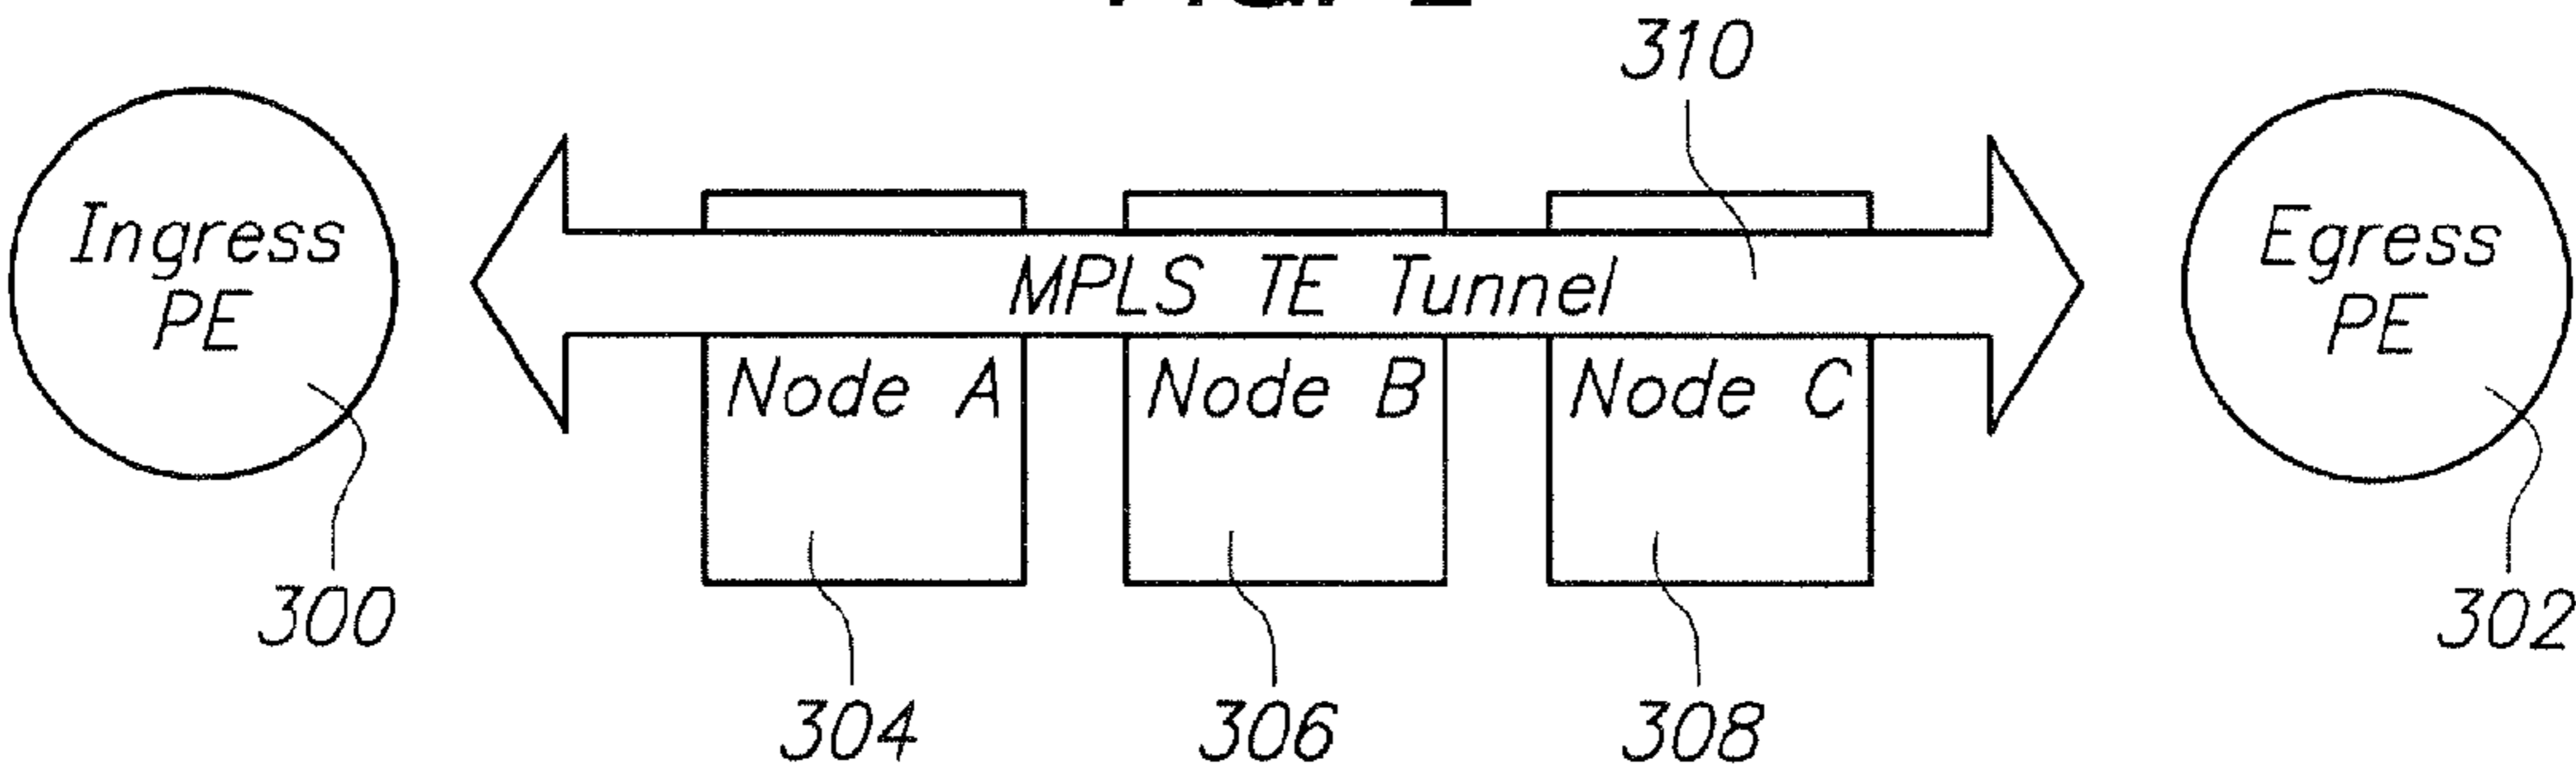 310
Ingress
PE
MPLS TE Tunnel
Egress
PE
Node A
Node B
Node C
300
302
304
306
308